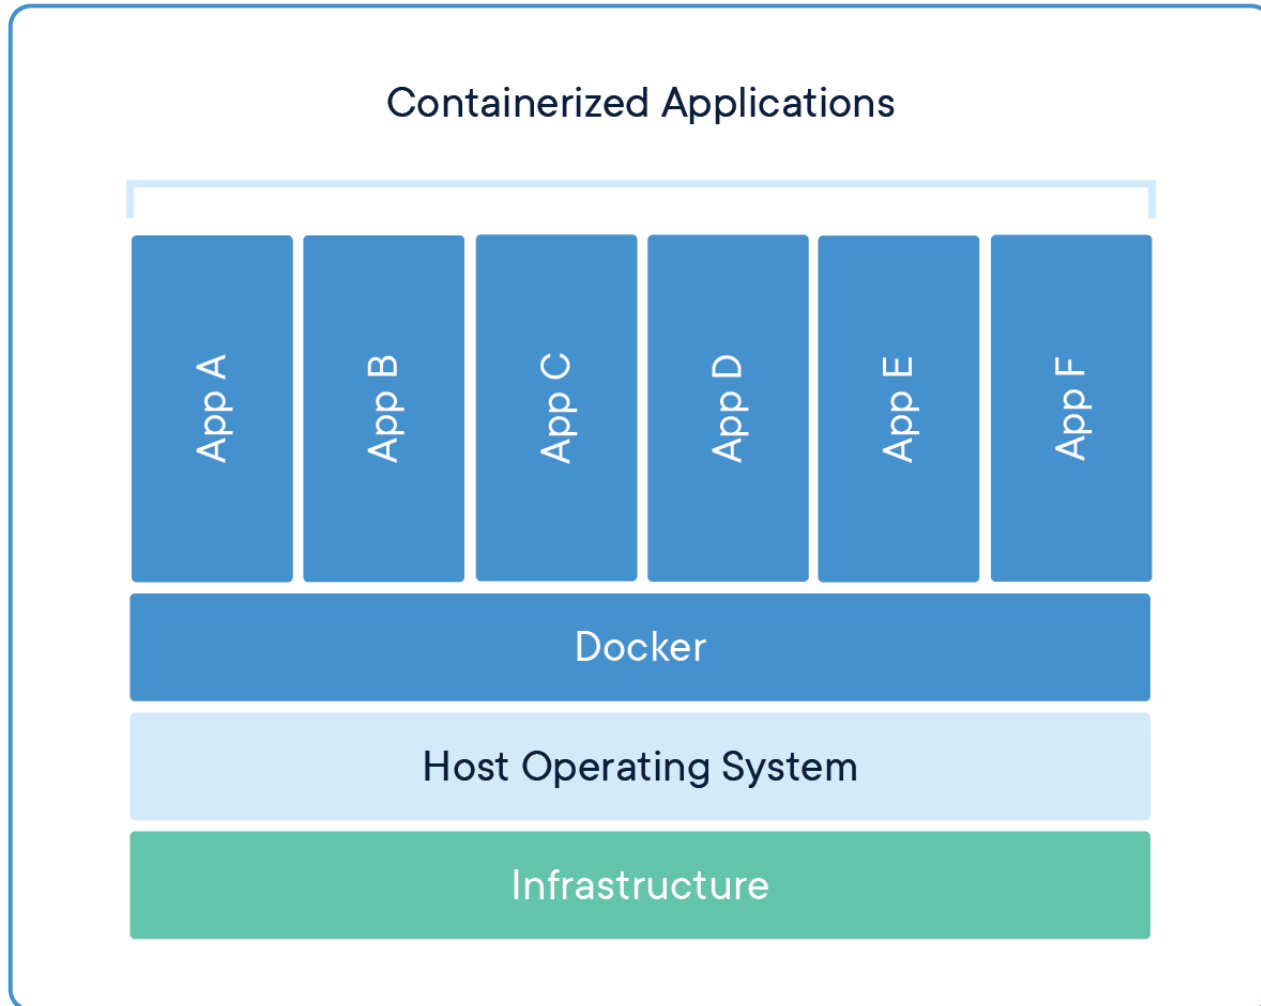 Containerized Applications
App A
App B
App C
App D
App E
App F
Docker
Host Operating System
Infrastructure